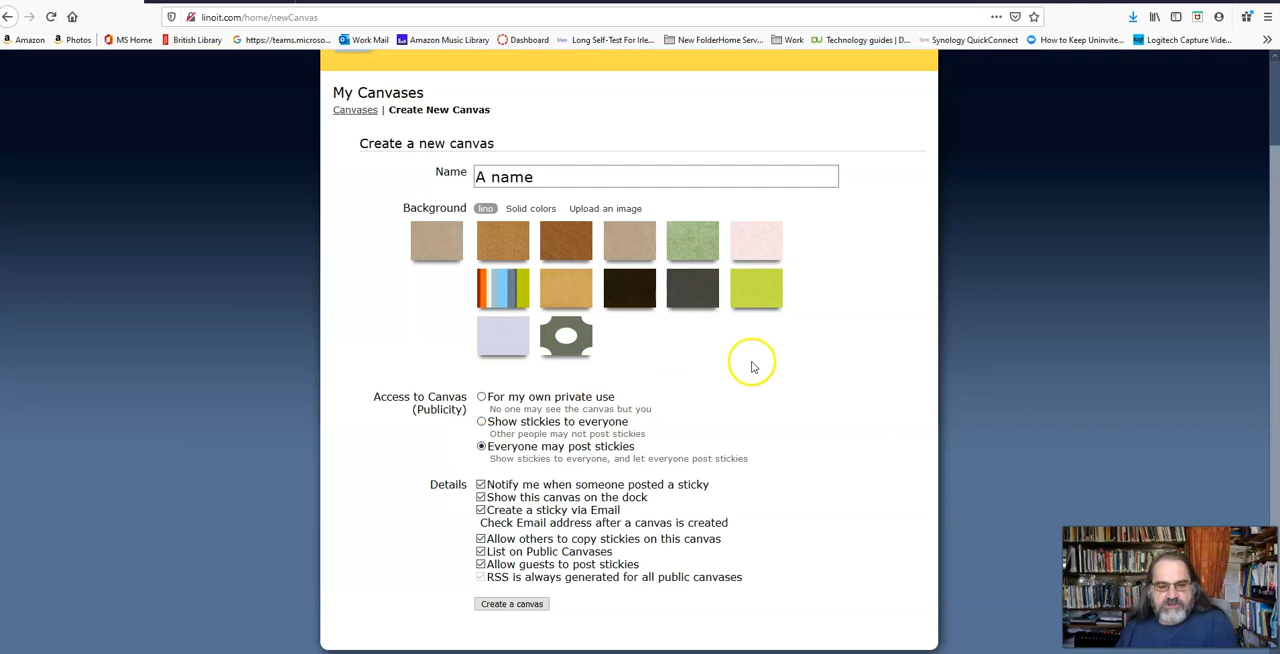 linoit.com/home/newCanvas
Amazon Photos MS Home British Library https://teams.microso... Work Mail Amazon Music Library Dashboard Long Self-Test For Irle... New FolderHome Serv... Work Technology guides | D... Synology QuickConnect How to Keep Uninvite... Logitech Capture Vide...
My Canvases
Canvases | Create New Canvas
Create a new canvas
Name A name
Background lino Solid colors Upload an image
Access to Canvas
(Publicity)
For my own private use
No one may see the canvas but you
Show stickies to everyone
Other people may not post stickies
Everyone may post stickies
Show stickies to everyone, and let everyone post stickies
Details Notify me when someone posted a sticky
Show this canvas on the dock
Create a sticky via Email
Check Email address after a canvas is created
Allow others to copy stickies on this canvas
List on Public Canvases
Allow guests to post stickies
RSS is always generated for all public canvases
Create a canvas